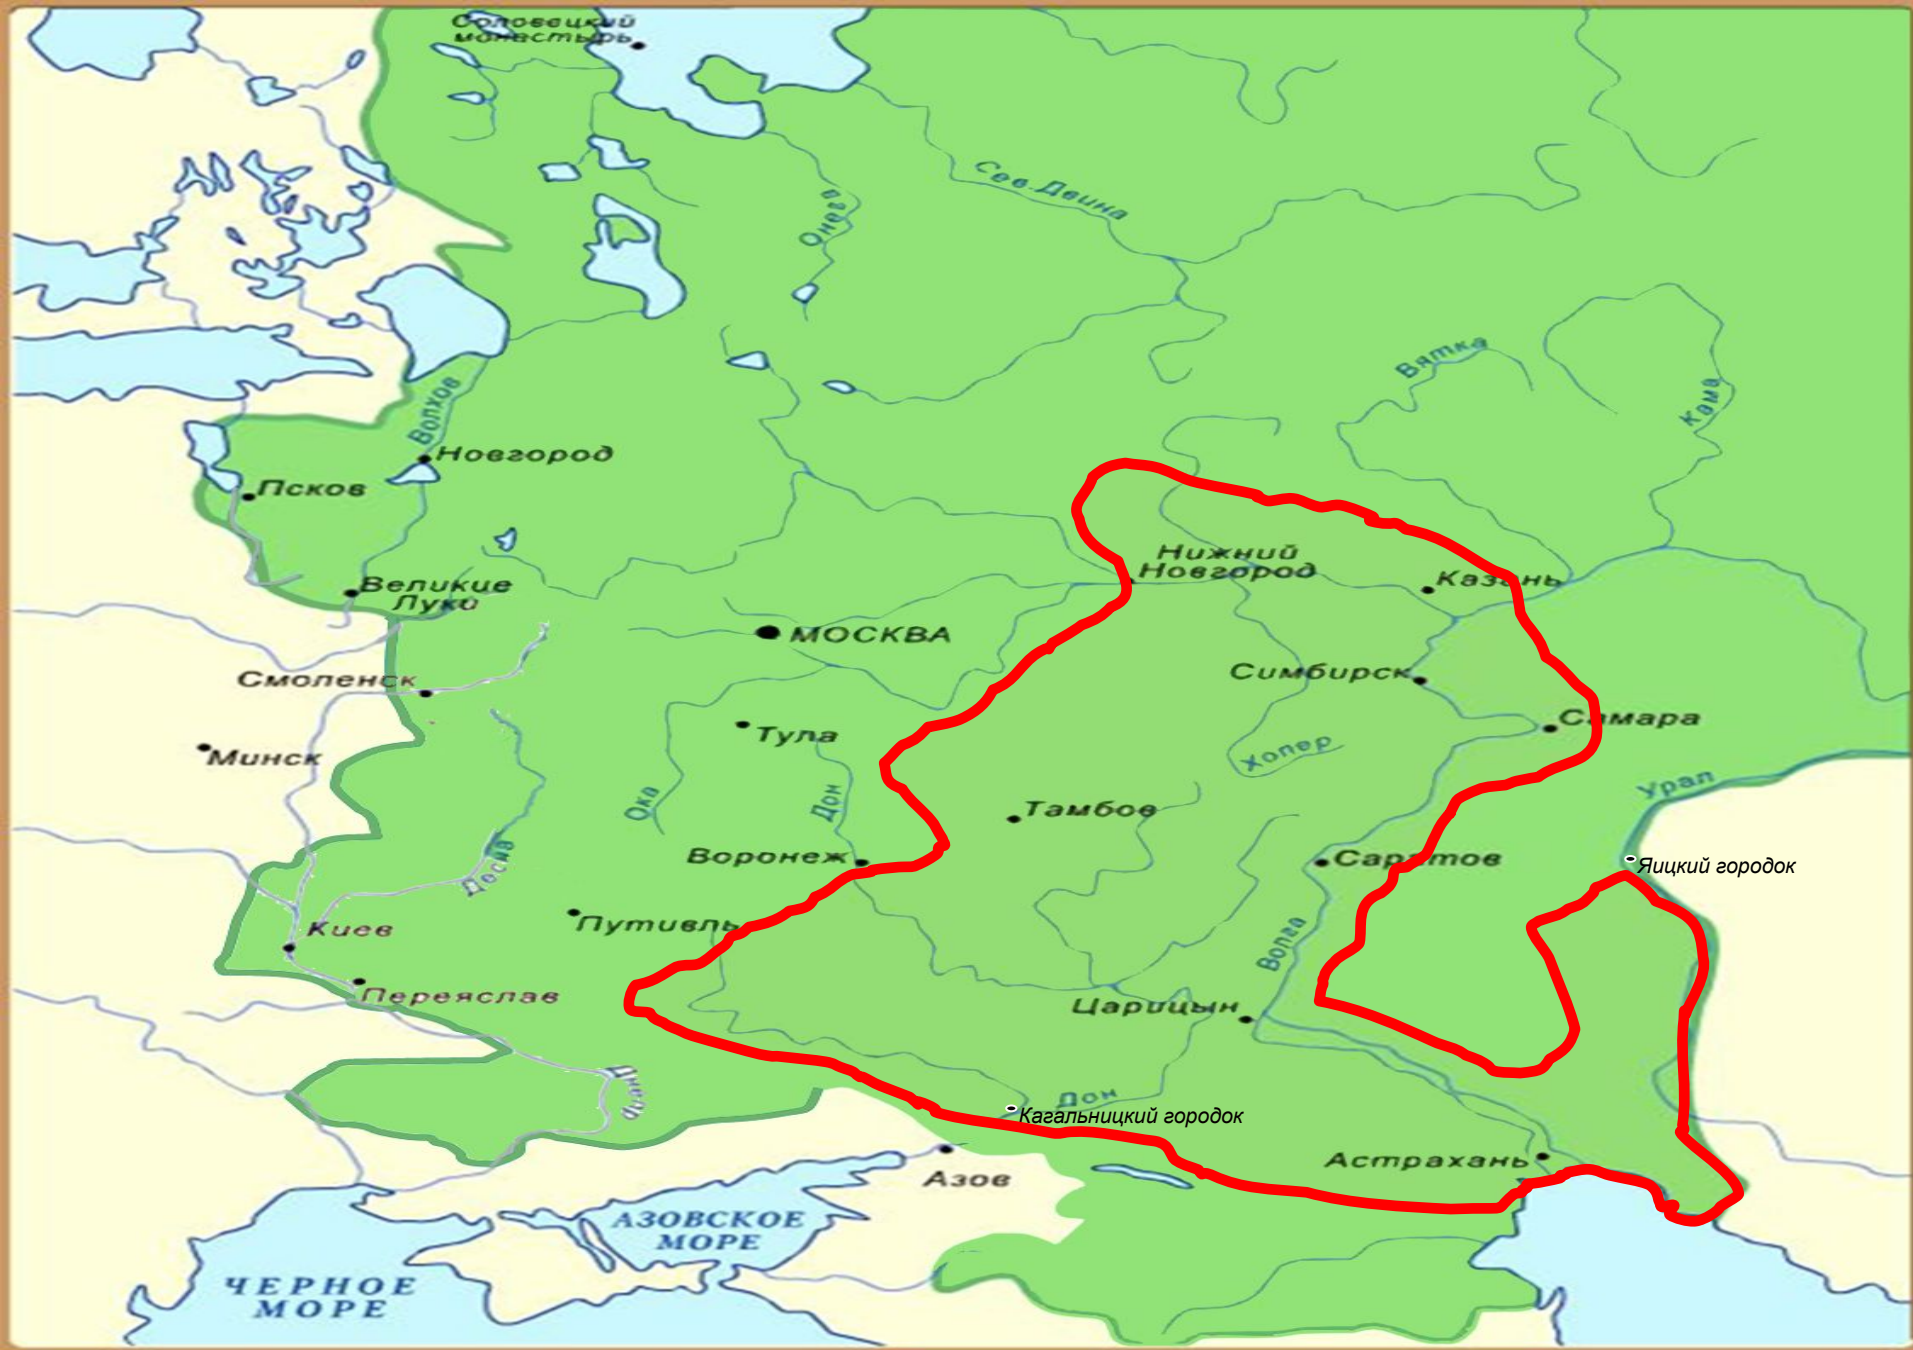 Соловецкий
монастырь
Сев. Двина
Онега
Вятка
Кама
Волхов
Новгород
Псков
Нижний
Новгород
Казань
Великие
Луки
МОСКВА
Смоленск
Симбирск
Самара
Тула
Минск
Хопер
Урал
Ока
Дон
Тамбов
Воронеж
Саратов
Яицкий городок
Десна
Путивль
Киев
Волга
Переяслав
Царицын
Днепр
Дон
Кагальницкий городок
Астрахань
Азов
АЗОВСКОЕ
МОРЕ
ЧЕРНОЕ
МОРЕ